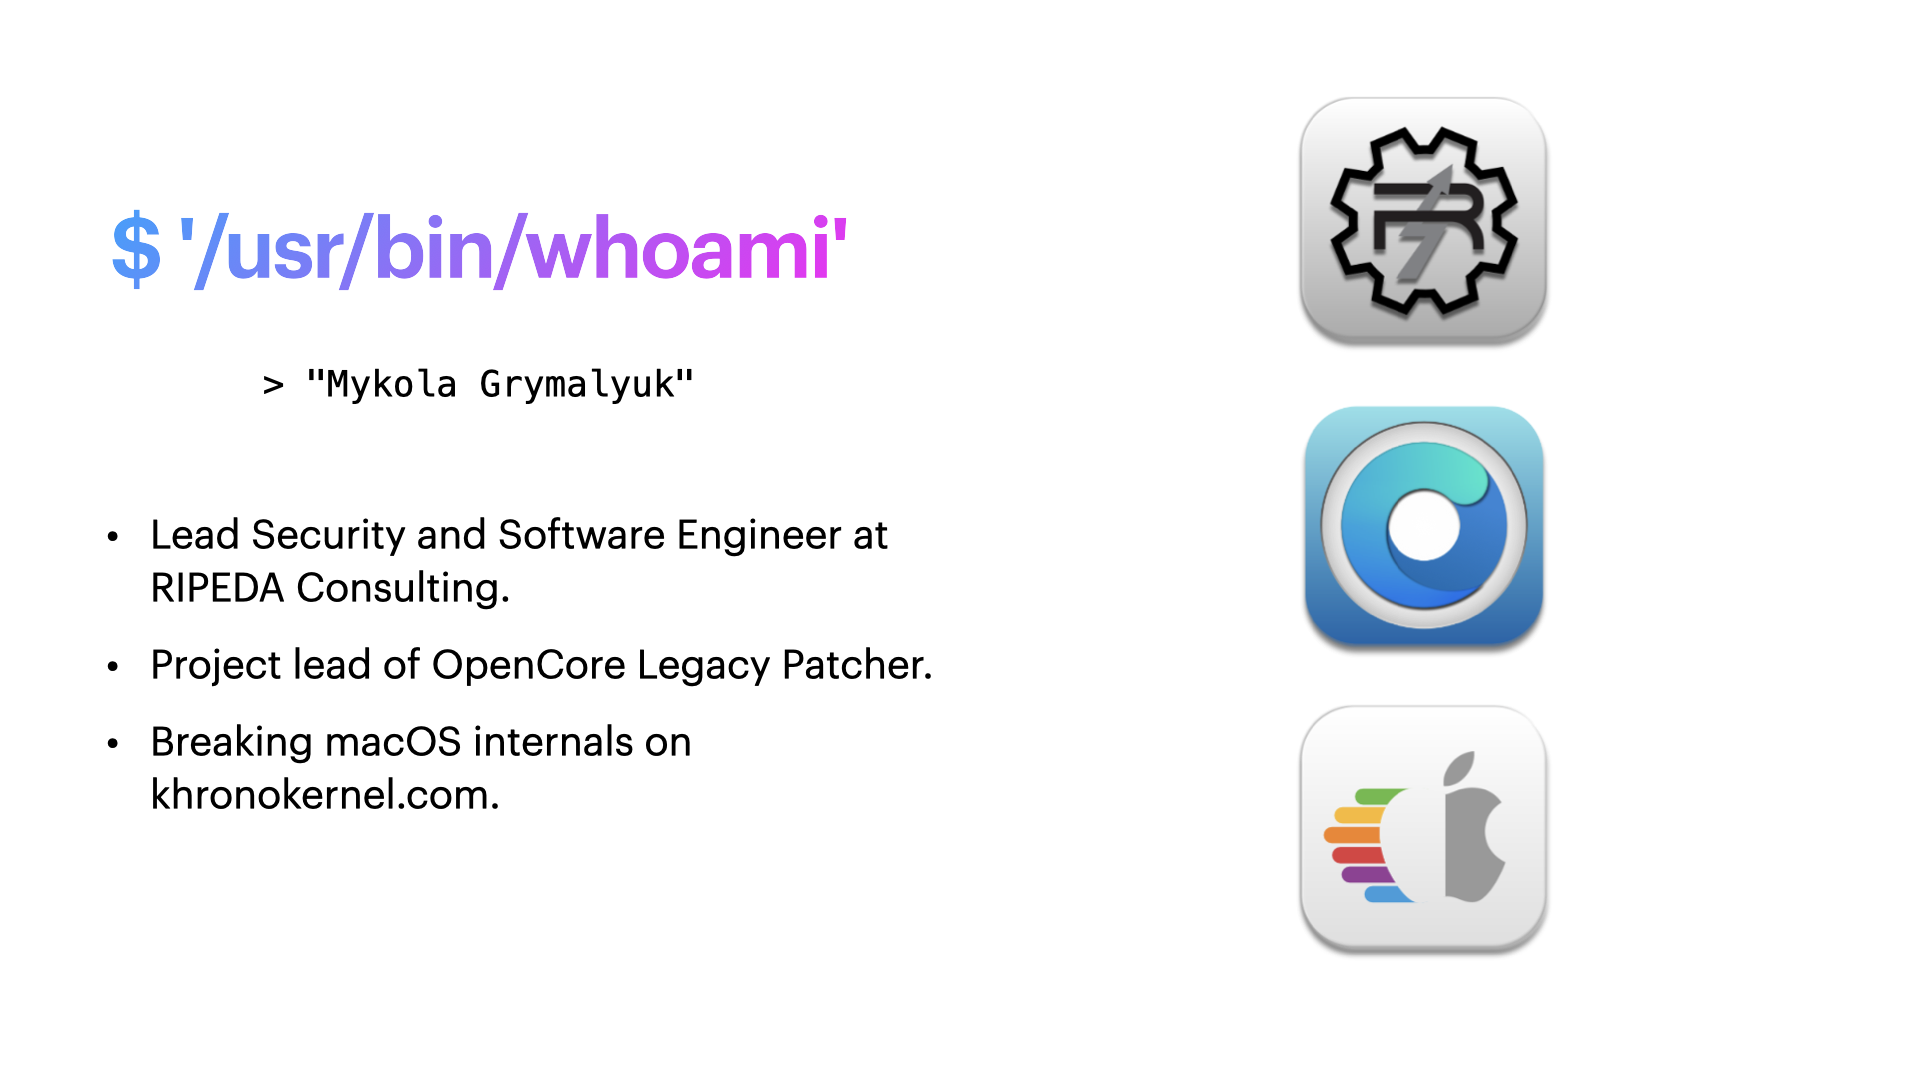 $ '/usr/bin/whoami'
> "Mykola Grymalyuk"
• Lead Security and Software Engineer at
RIPEDA Consulting.
• Project lead of OpenCore Legacy Patcher.
• Breaking macOS internals on
khronokernel.com.
R